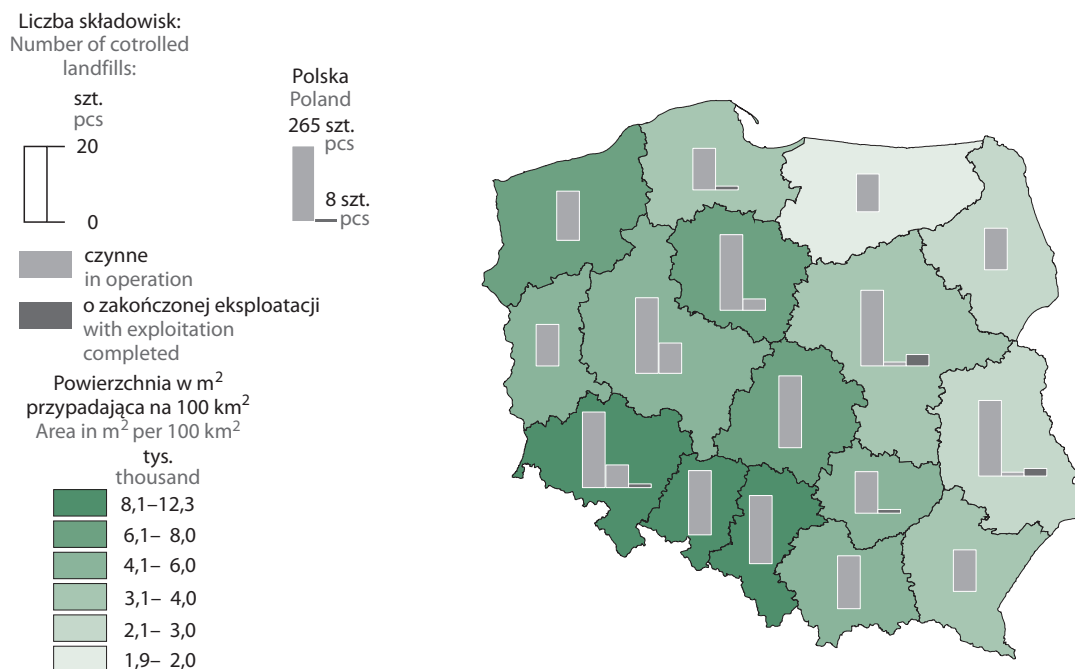 Liczba składowisk:
Number of cotrolled
landfills:
szt.
pcs
20
0
Polska
Poland
265 szt.
pcs
8 szt.
pcs
czynne
in operation
o zakończonej eksploatacji
with exploitation
completed
Powierzchnia w m²
przypadająca na 100 km²
Area in m² per 100 km²
tys.
thousand
8,1–12,3
6,1– 8,0
4,1– 6,0
3,1– 4,0
2,1– 3,0
1,9– 2,0